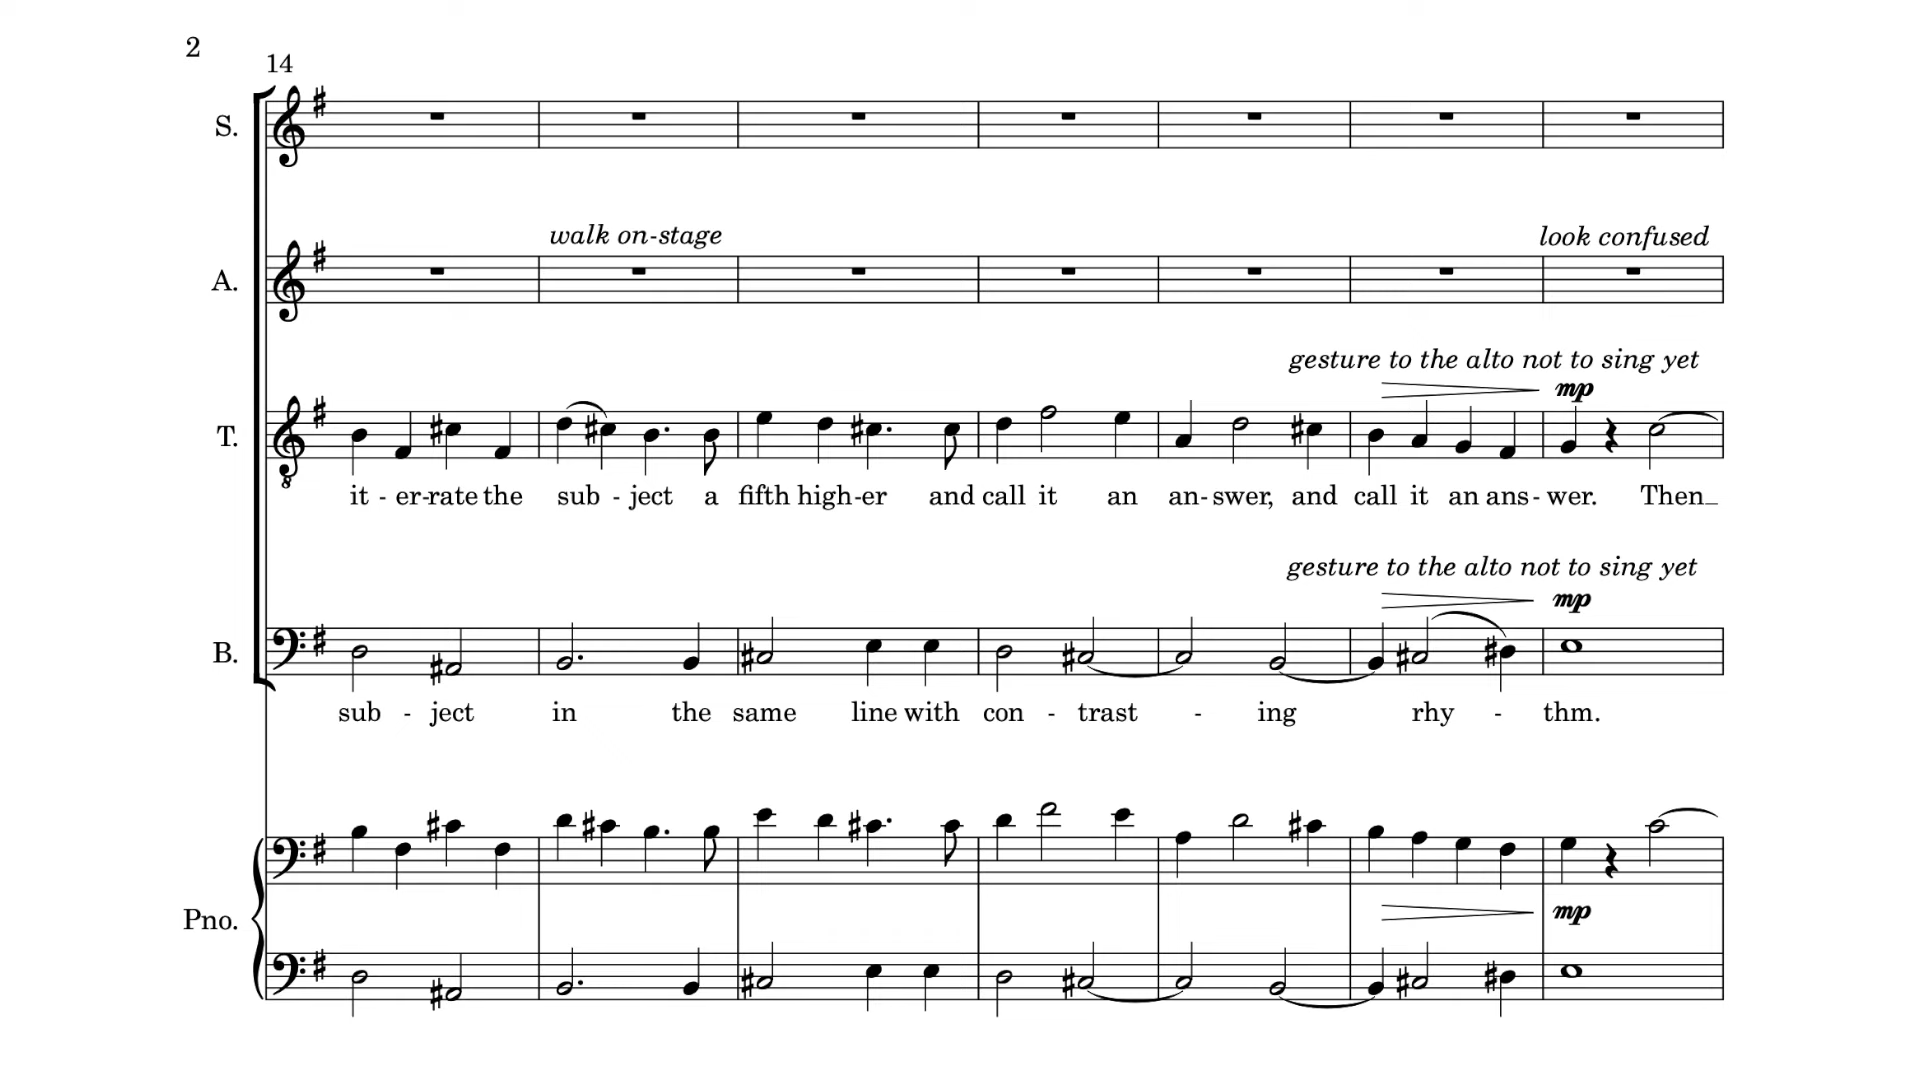 2
14
S.
walk on-stage
look confused
A.
gesture to the alto not to sing yet
mp
T.
it - er-rate the sub - ject a fifth high-er and call it an an- swer, and call it an ans - wer. Then
gesture to the alto not to sing yet
mp
B.
sub - ject in the same line with con - trast - ing rhy - thm.
mp
Pno.